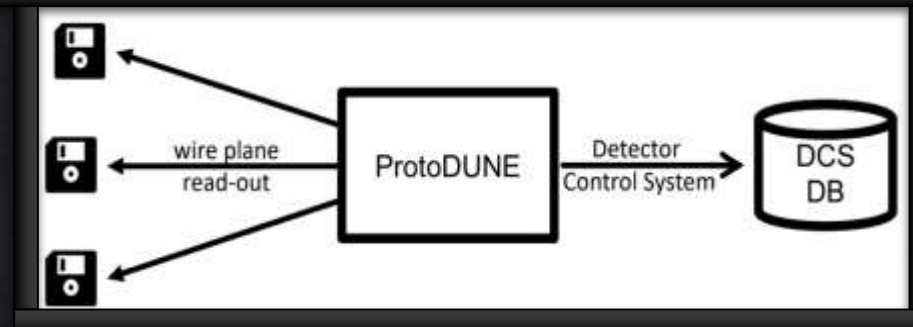 wire plane
read-out
ProtoDUNE
Detector
Control System
DCS
DB